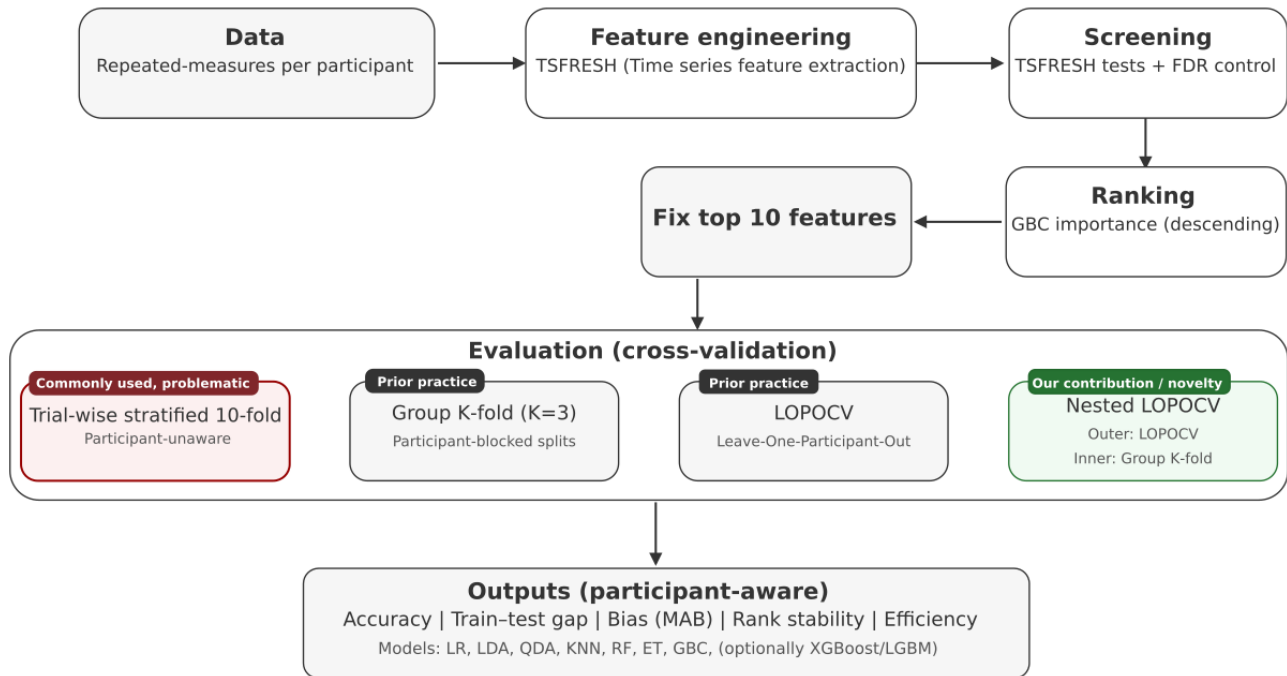 Data
Repeated-measures per participant
Feature engineering
TSFRESH (Time series feature extraction)
Screening
TSFRESH tests + FDR control
Ranking
GBC importance (descending)
Fix top 10 features
Evaluation (cross-validation)
Commonly used, problematic
Trial-wise stratified 10-fold
Participant-unaware
Prior practice
Group K-fold (K=3)
Participant-blocked splits
Prior practice
LOPOCV
Leave-One-Participant-Out
Our contribution / novelty
Nested LOPOCV
Outer: LOPOCV
Inner: Group K-fold
Outputs (participant-aware)
Accuracy | Train–test gap | Bias (MAB) | Rank stability | Efficiency
Models: LR, LDA, QDA, KNN, RF, ET, GBC, (optionally XGBoost/LGBM)